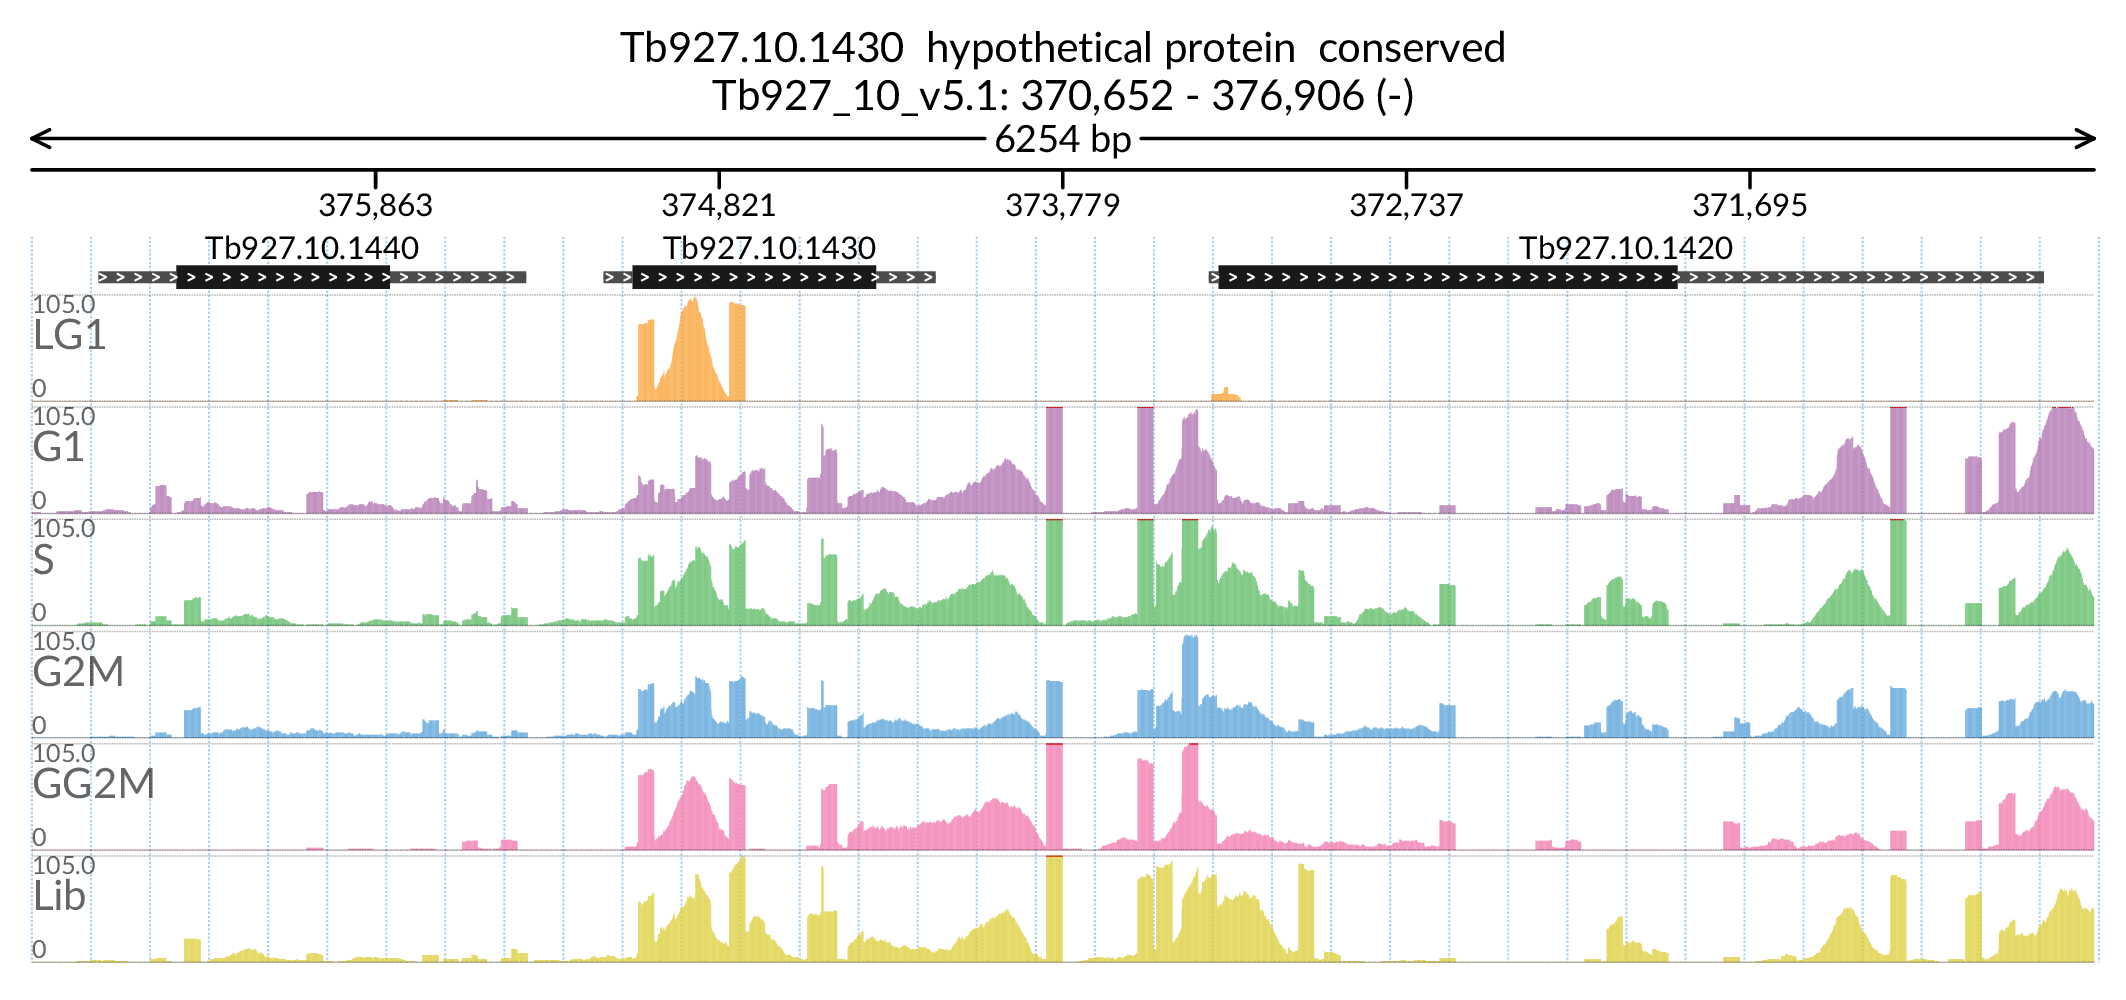 Tb927.10.1430 hypothetical protein conserved
Tb927_10_v5.1: 370,652 - 376,906 (-)
6254 bp
375,863 374,821 373,779 372,737 371,695
Tb927.10.1440 Tb927.10.1430 Tb927.10.1420
105.0
LG1
0
105.0
G1
0
105.0
S
0
105.0
G2M
0
105.0
GG2M
0
105.0
Lib
0